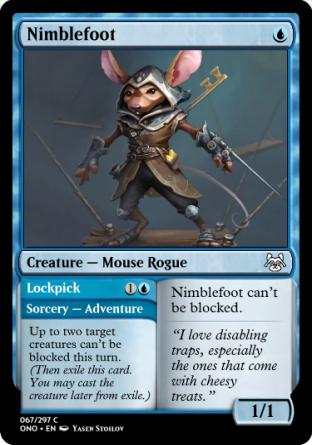 Nimblefoot
Creature — Mouse Rogue
Lockpick 1
Sorcery — Adventure
Up to two target
creatures can't be
blocked this turn.
(Then exile this card.
You may cast the
creature later from exile.)
Nimblefoot can't
be blocked.
“I love disabling
traps, especially
the ones that come
with cheesy
treats.”
1/1
067/297 C
ONO • EN Yasen Stoilov